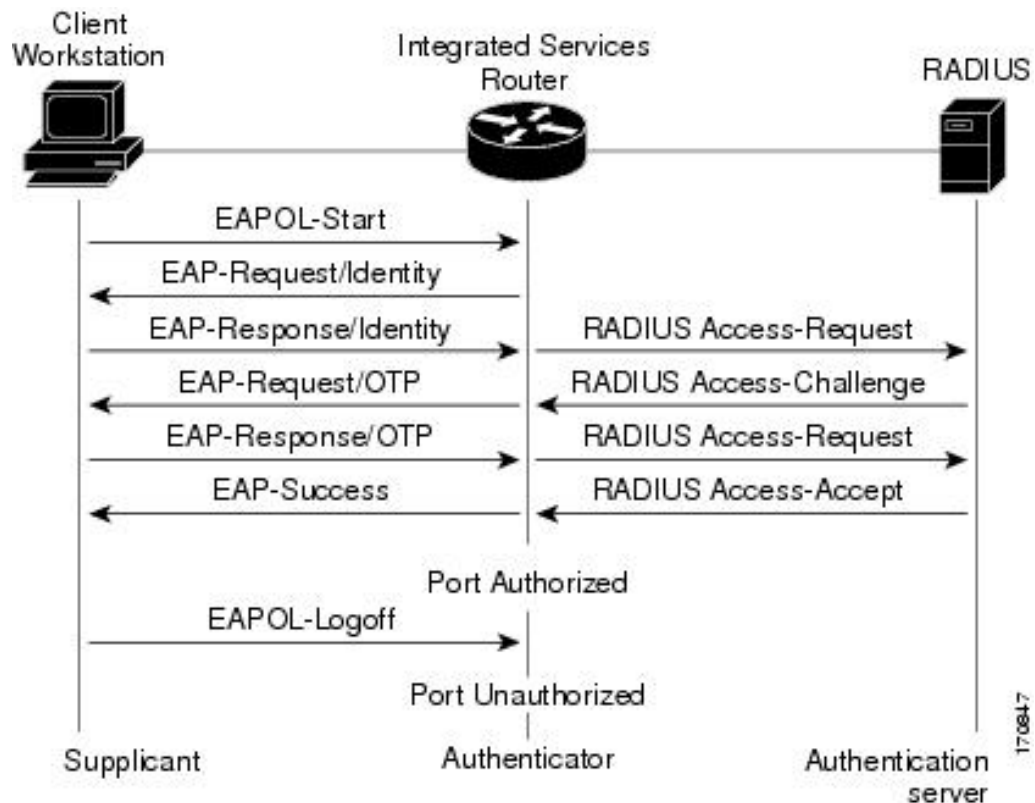 Client
Workstation
Integrated Services
Router
RADIUS
EAPOL-Start
EAP-Request/Identity
EAP-Response/Identity
RADIUS Access-Request
EAP-Request/OTP
RADIUS Access-Challenge
EAP-Response/OTP
RADIUS Access-Request
EAP-Success
RADIUS Access-Accept
Port Authorized
EAPOL-Logoff
Port Unauthorized
Supplicant
Authenticator
Authentication
server
170847